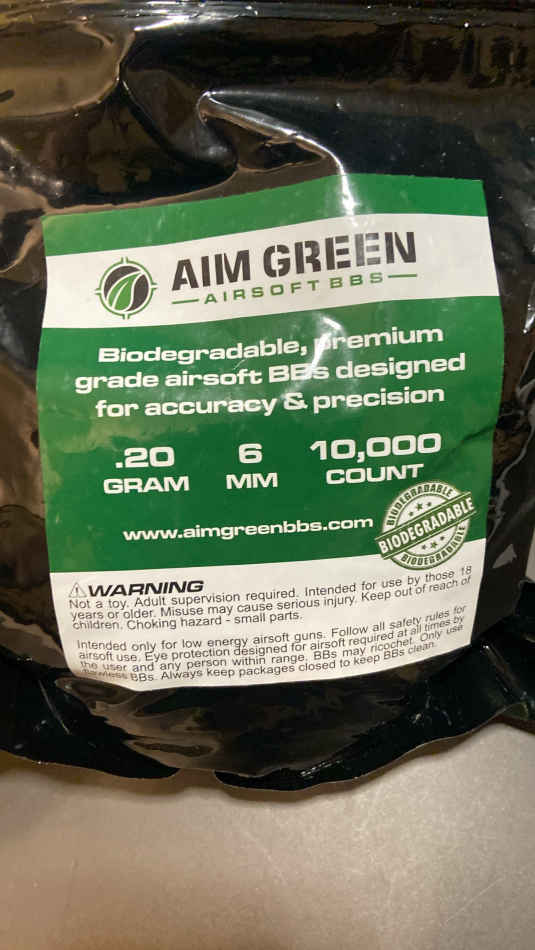 AIM GREEN
AIRSOFT BBS
Biodegradable, premium
grade airsoft BBs designed
for accuracy & precision
.20 6 10,000
GRAM MM COUNT
www.aimgreenbbs.com
BIODEGRADABLE
BIODEGRADABLE
BIODEGRADABLE
WARNING
Not a toy. Adult supervision required. Intended for use by those 18
years or older. Misuse may cause serious injury. Keep out of reach of
children. Choking hazard - small parts.
Intended only for low energy airsoft guns. Follow all safety rules for
airsoft use. Eye protection designed for airsoft required at all times by
the user and any person within range. BBs may ricochet. Only use
flawless BBs. Always keep packages closed to keep BBs clean.